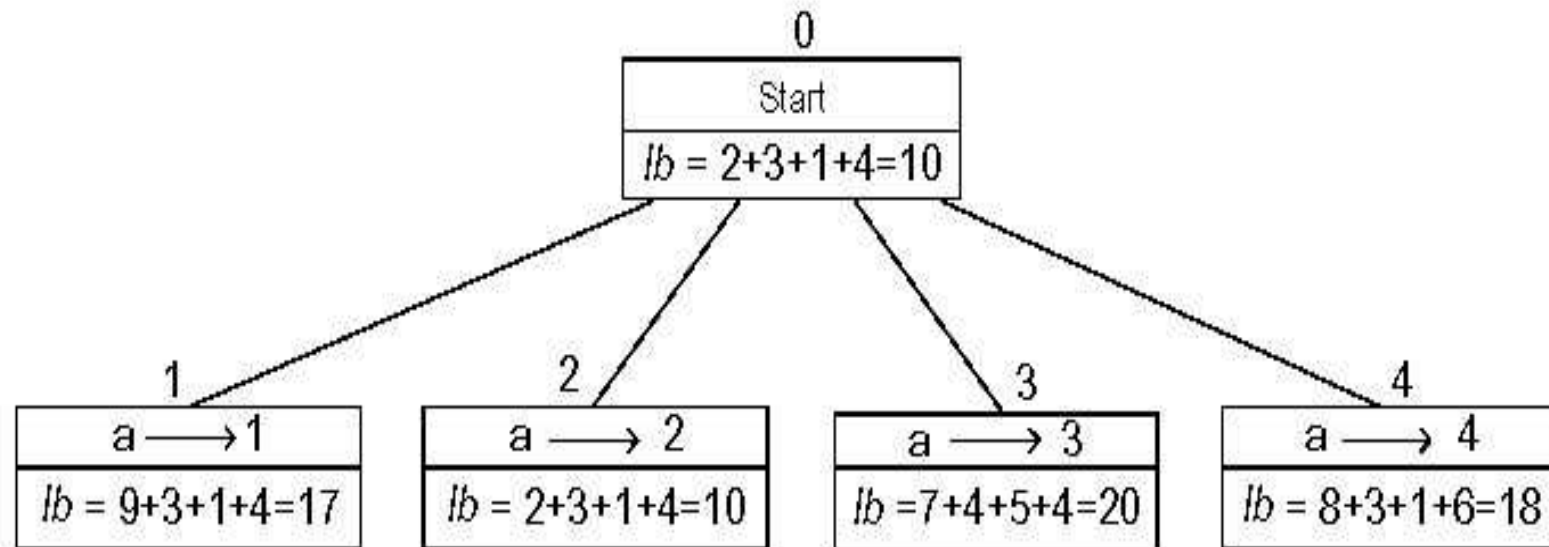 0
Start
lb = 2+3+1+4=10
1
2
3
4
a ⟶ 1
a ⟶ 2
a ⟶ 3
a ⟶ 4
lb = 9+3+1+4=17
lb = 2+3+1+4=10
lb =7+4+5+4=20
lb = 8+3+1+6=18